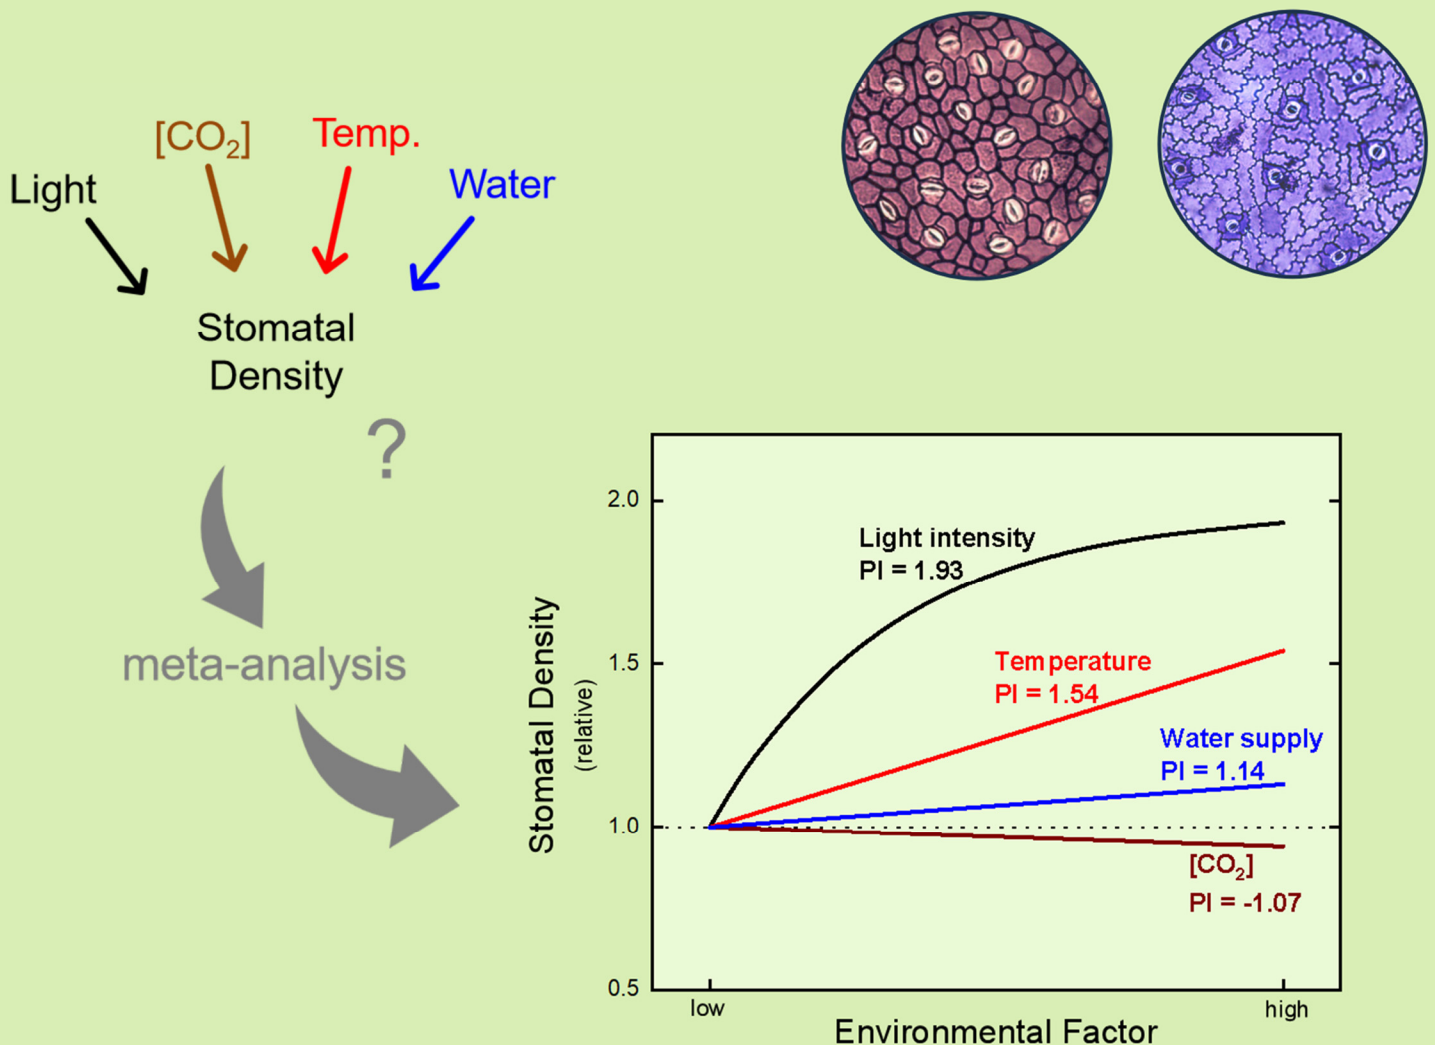 [CO₂]
Temp.
Light
Water
Stomatal
Density
?
meta-analysis
Stomatal Density
(relative)
2.0
1.5
1.0
0.5
Light intensity
PI = 1.93
Temperature
PI = 1.54
Water supply
PI = 1.14
[CO₂]
PI = -1.07
low
high
Environmental Factor